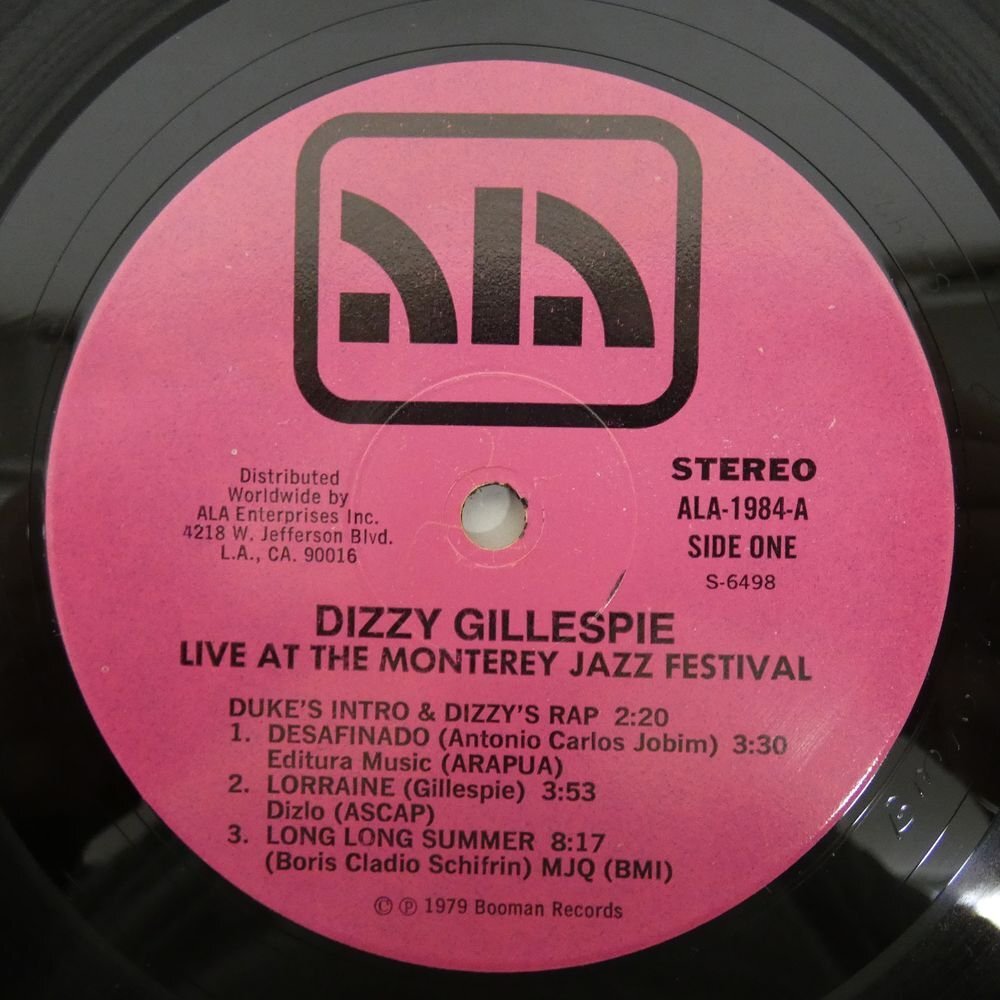 ala
Distributed
Worldwide by
ALA Enterprises Inc.
4218 W. Jefferson Blvd.
L.A., CA. 90016
STEREO
ALA-1984-A
SIDE ONE
S-6498
DIZZY GILLESPIE
LIVE AT THE MONTEREY JAZZ FESTIVAL
DUKE'S INTRO & DIZZY'S RAP 2:20
1. DESAFINADO (Antonio Carlos Jobim) 3:30
Editura Music (ARAPUA)
2. LORRAINE (Gillespie) 3:53
Dizlo (ASCAP)
3. LONG LONG SUMMER 8:17
(Boris Cladio Schifrin) MJQ (BMI)
© ℗ 1979 Booman Records